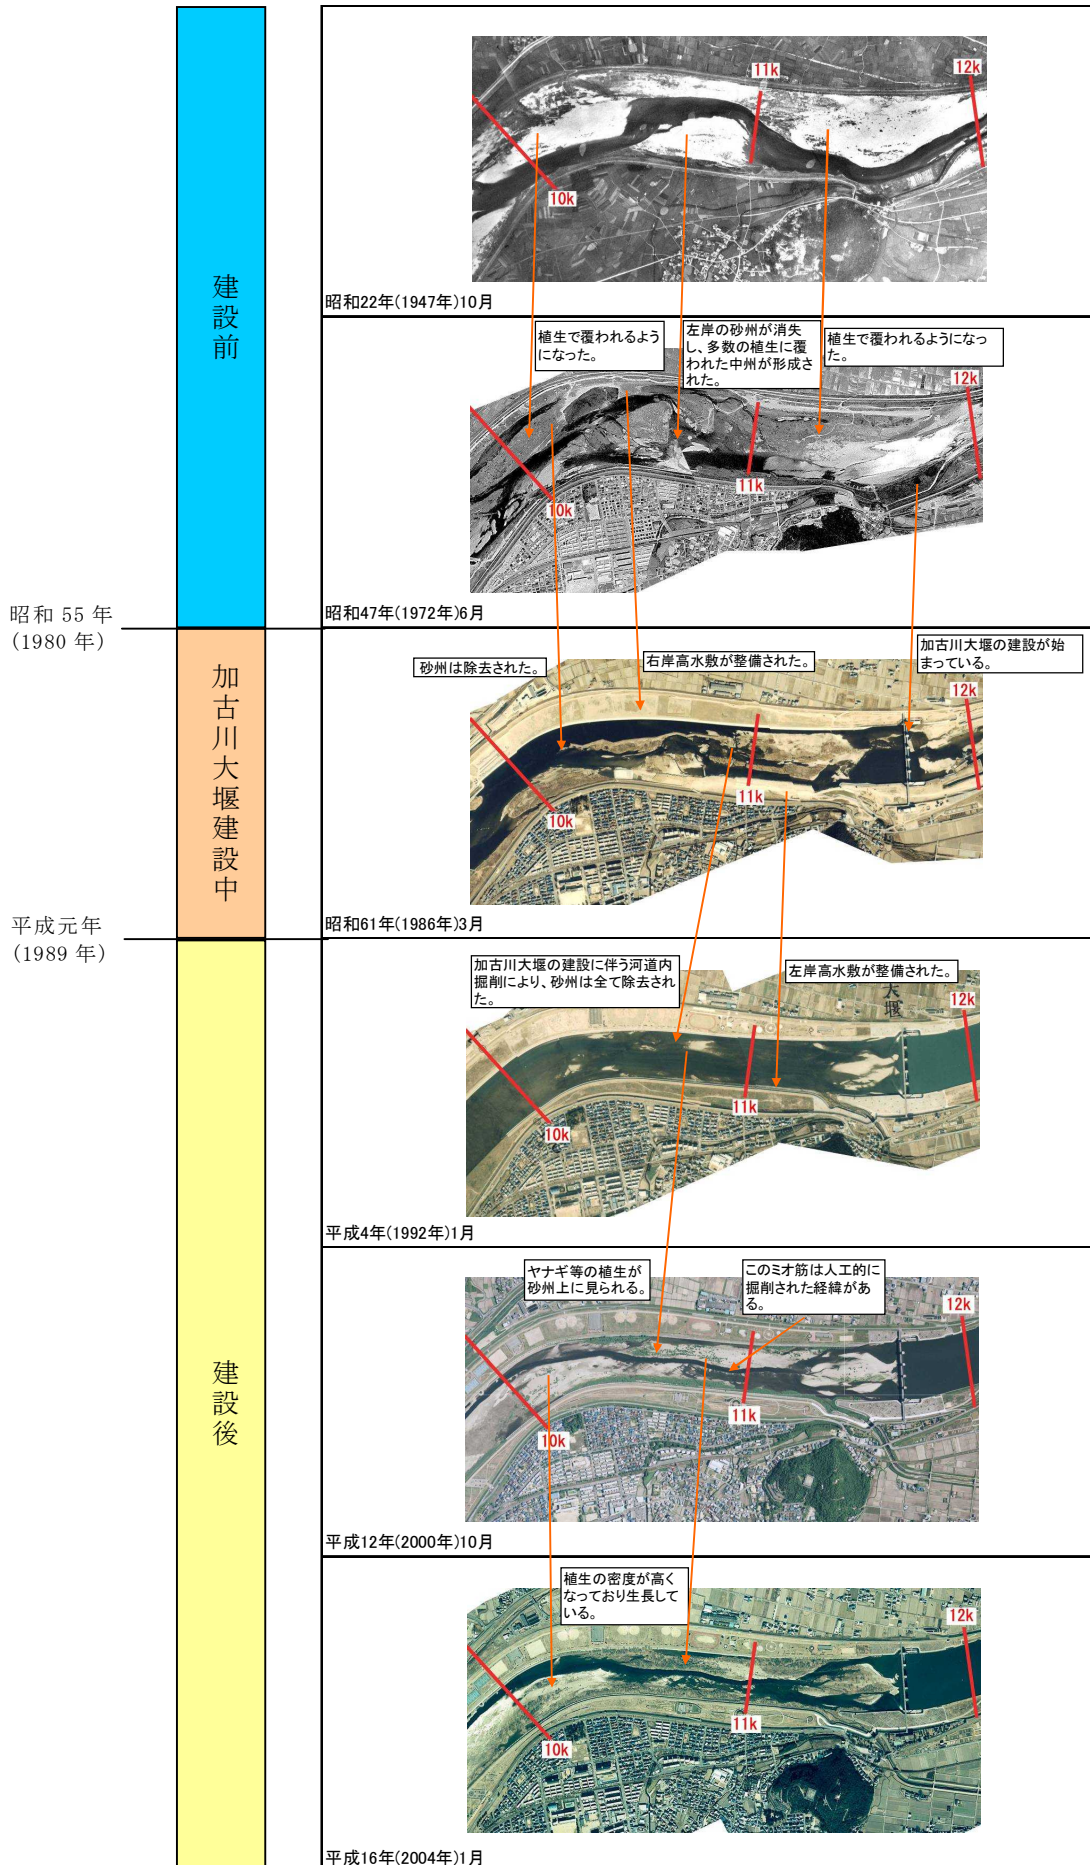 建設前
11k
12k
10k
昭和22年(1947年)10月
植生で覆われるよう
になった。
左岸の砂州が消失
し、多数の植生に覆
われた中州が形成さ
れた。
植生で覆われるようになっ
た。
12k
11k
10k
昭和47年(1972年)6月
昭和 55 年
(1980 年)
加古川大堰建設中
砂州は除去された。
右岸高水敷が整備された。
加古川大堰の建設が始
まっている。
12k
11k
10k
昭和61年(1986年)3月
平成元年
(1989 年)
建設後
加古川大堰の建設に伴う河道内
掘削により、砂州は全て除去され
た。
左岸高水敷が整備された。
大堰
12k
11k
10k
平成4年(1992年)1月
ヤナギ等の植生が
砂州上に見られる。
このミオ筋は人工的に
掘削された経緯があ
る。
12k
11k
10k
平成12年(2000年)10月
植生の密度が高く
なっており生長して
いる。
12k
11k
10k
平成16年(2004年)1月